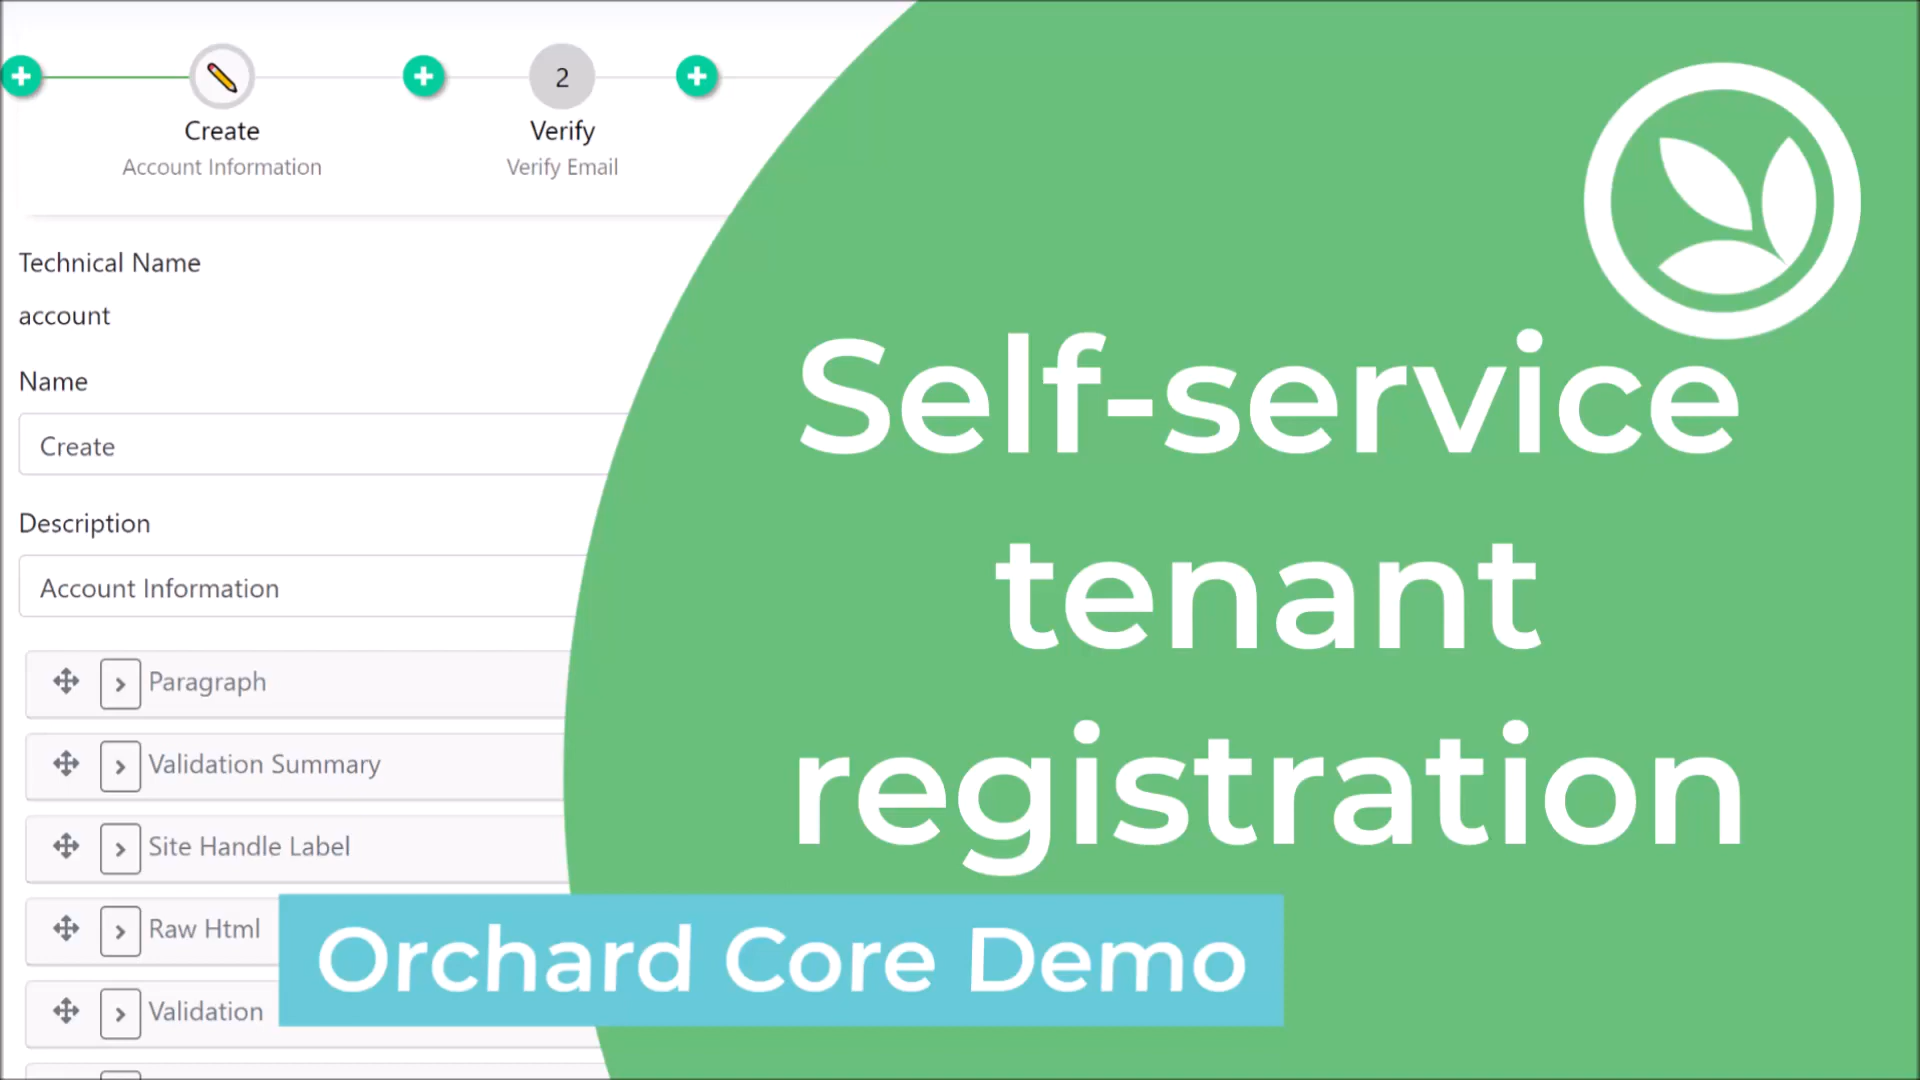 2
Create
Verify
Account Information
Verify Email
Technical Name
account
Name
Create
Description
Account Information
Paragraph
Validation Summary
Site Handle Label
Raw Html
Validation
Self-service
tenant
registration
Orchard Core Demo